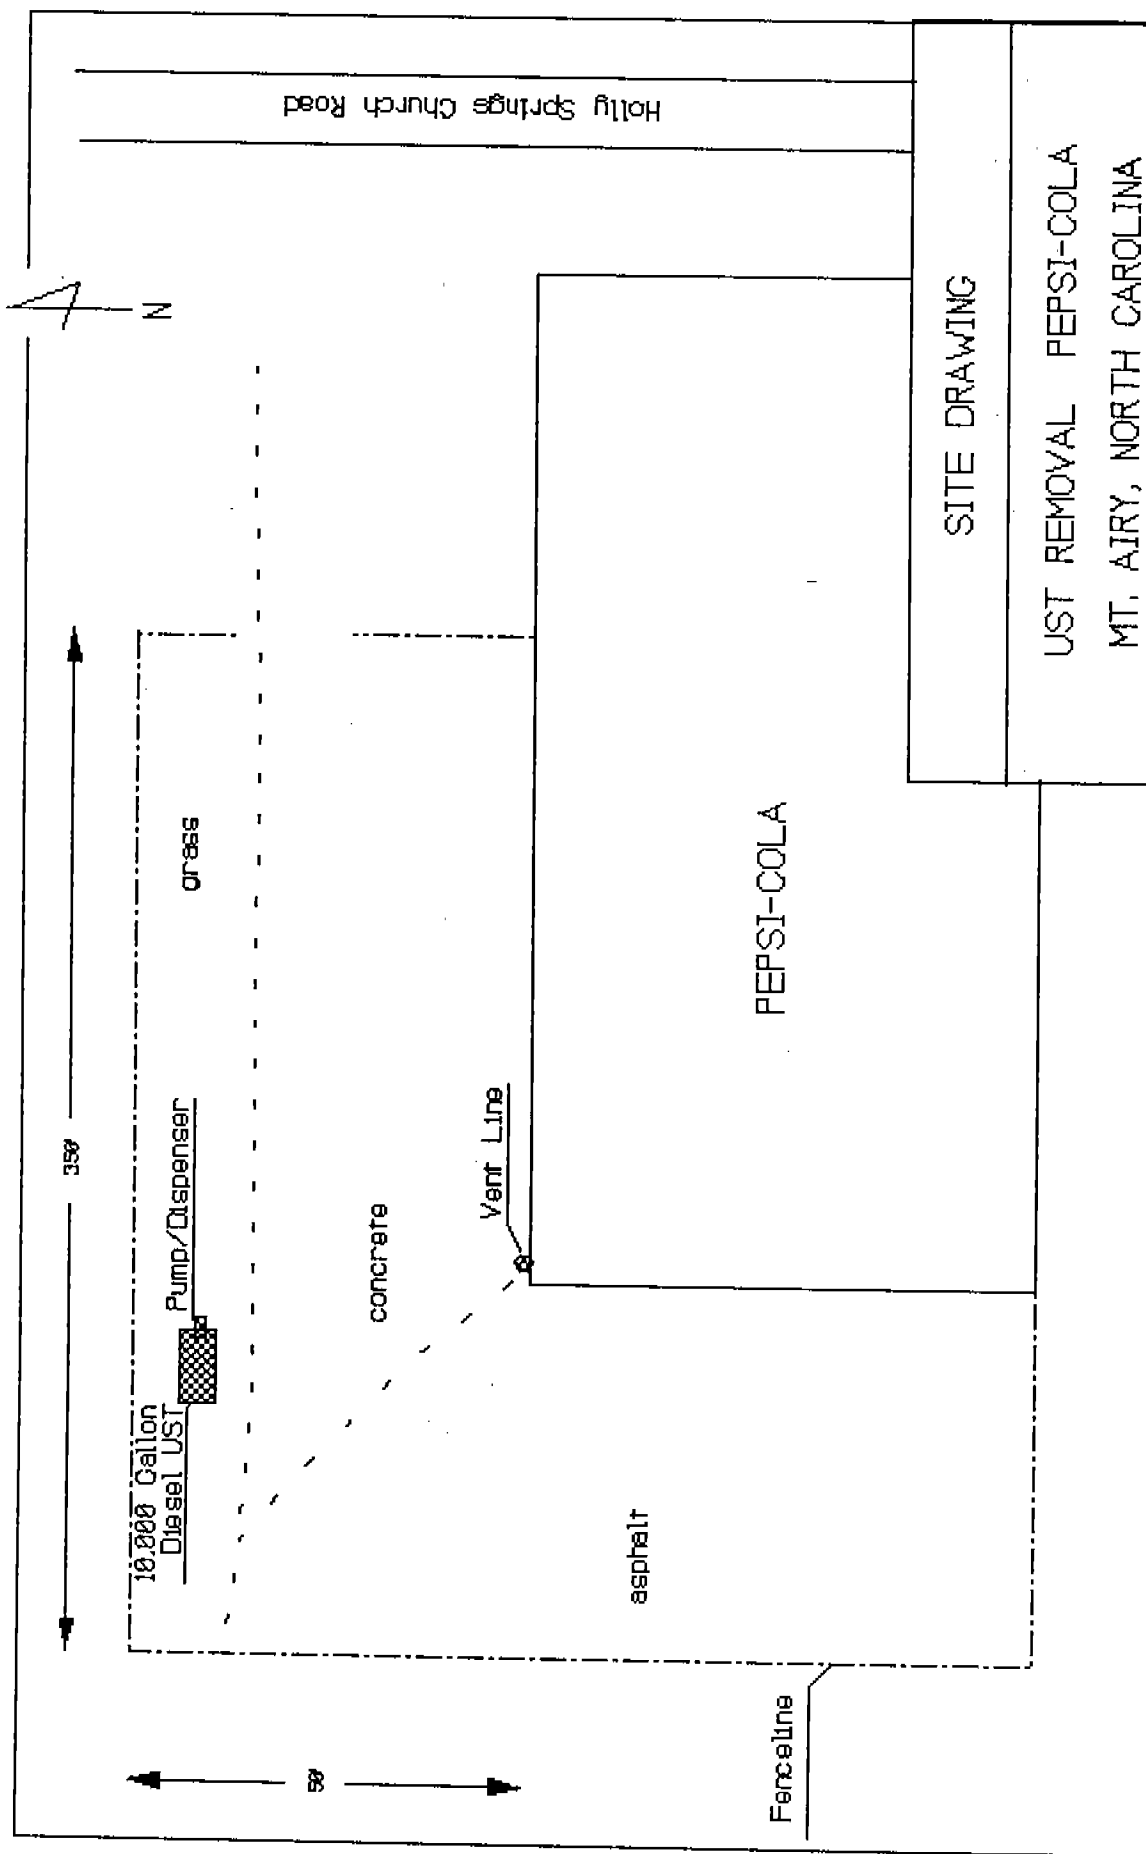 Holly Springs Church Road
N
350'
grass
Pump/Dispenser
10,000 Gallon
Diesel UST
concrete
Vent Line
PEPSI-COLA
asphalt
50'
Fenceline
SITE DRAWING
UST REMOVAL PEPSI-COLA
MT. AIRY, NORTH CAROLINA